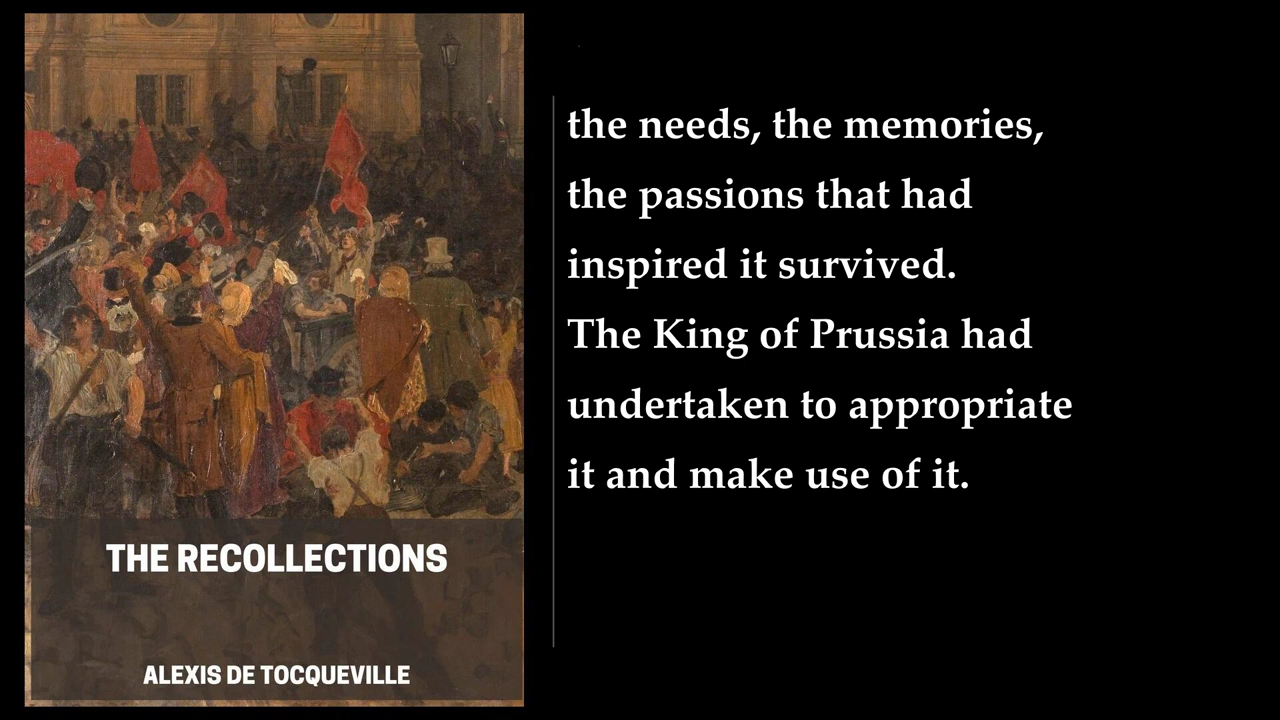 THE RECOLLECTIONS
ALEXIS DE TOCQUEVILLE
the needs, the memories,
the passions that had
inspired it survived.
The King of Prussia had
undertaken to appropriate
it and make use of it.